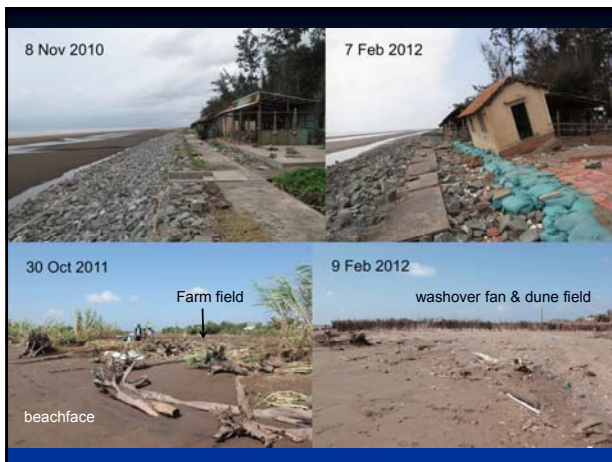 8 Nov 2010
7 Feb 2012
30 Oct 2011
Farm field
9 Feb 2012
washover fan & dune field
beachface